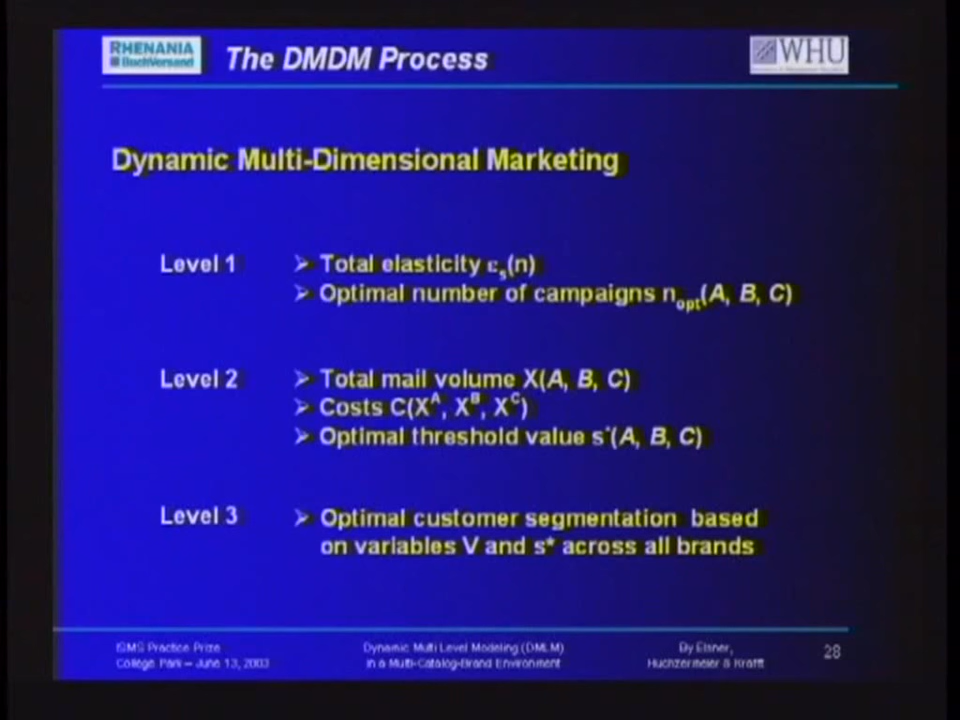 RHENANIA
BuchVersand
The DMDM Process
WHU
Dynamic Multi-Dimensional Marketing
Level 1
➢ Total elasticity εs(n)
➢ Optimal number of campaigns nopt(A, B, C)
Level 2
➢ Total mail volume X(A, B, C)
➢ Costs C(X^A, X^B, X^C)
➢ Optimal threshold value s*(A, B, C)
Level 3
➢ Optimal customer segmentation based
on variables V and s* across all brands
ISMS Practice Prize
College Park – June 13, 2003
Dynamic Multi Level Modeling (DMLM)
in a Multi-Catalog-Brand Environment
By Elsner,
Huchzermeier & Krafft
28